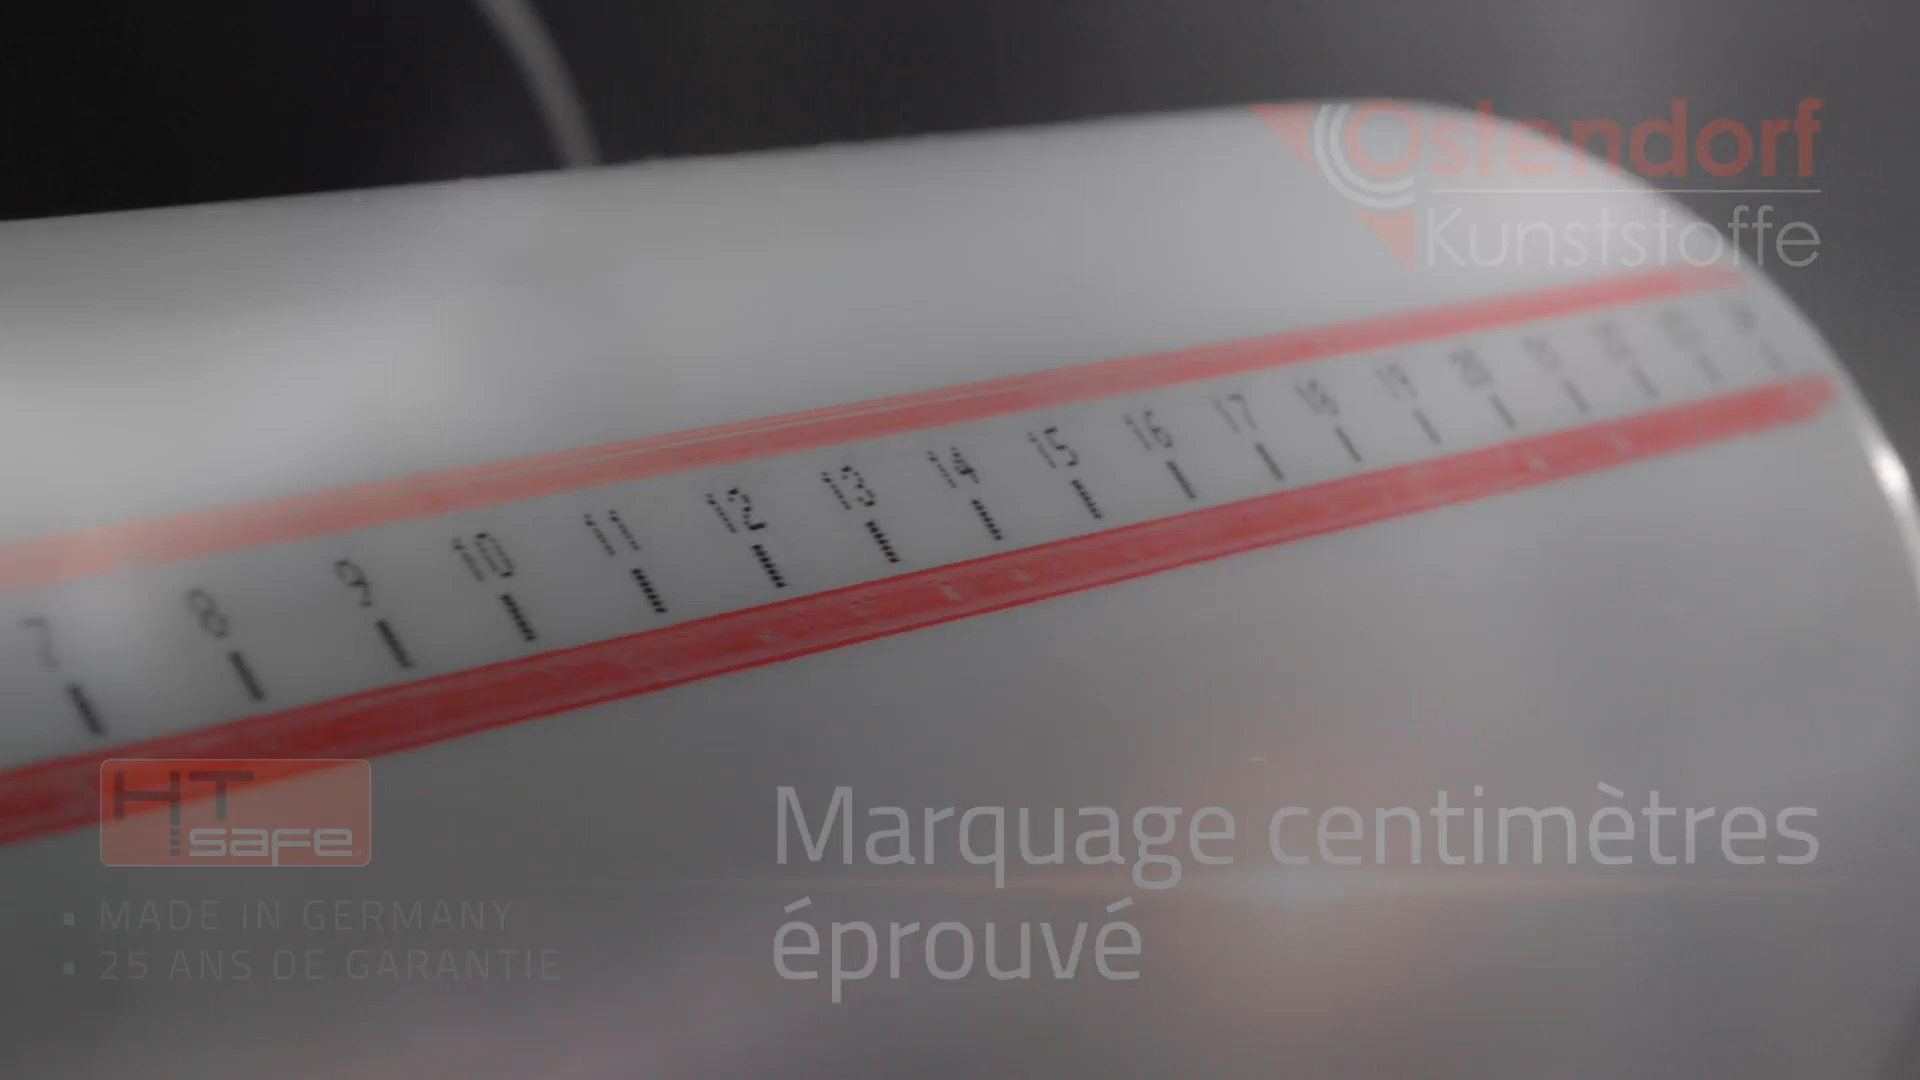 Ostendorf
Kunststoffe
7 8 9 10 11 12 13 14 15 16 17 18 19 20
HT
safe
MADE IN GERMANY
25 ANS DE GARANTIE
Marquage centimètres
éprouvé